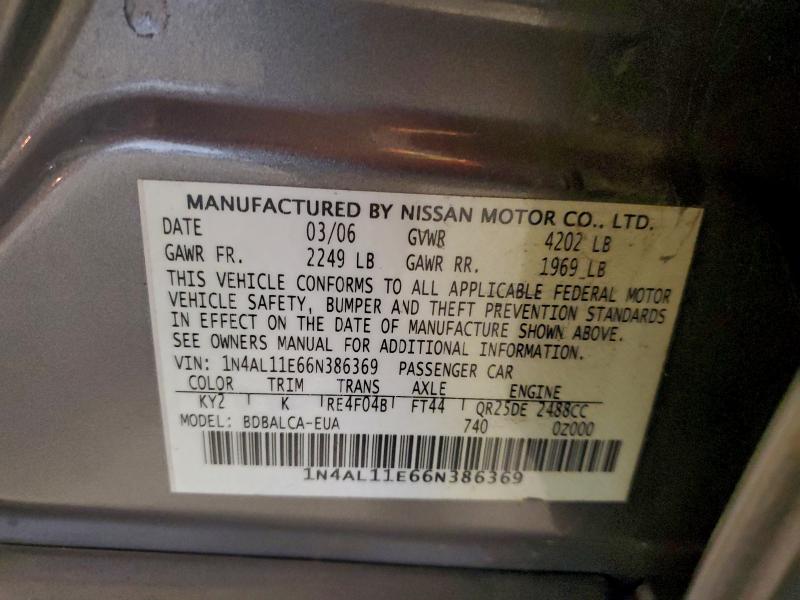 MANUFACTURED BY NISSAN MOTOR CO., LTD.
DATE 03/06 GVWR 4202 LB
GAWR FR. 2249 LB GAWR RR. 1969 LB
THIS VEHICLE CONFORMS TO ALL APPLICABLE FEDERAL MOTOR
VEHICLE SAFETY, BUMPER AND THEFT PREVENTION STANDARDS
IN EFFECT ON THE DATE OF MANUFACTURE SHOWN ABOVE.
SEE OWNERS MANUAL FOR ADDITIONAL INFORMATION.
VIN: 1N4AL11E66N386369 PASSENGER CAR
COLOR TRIM TRANS AXLE ENGINE
KY2 K RE4F04B FT44 QR25DE 2488CC
MODEL: BDBALCA-EUA 740 02000
1N4AL11E66N386369